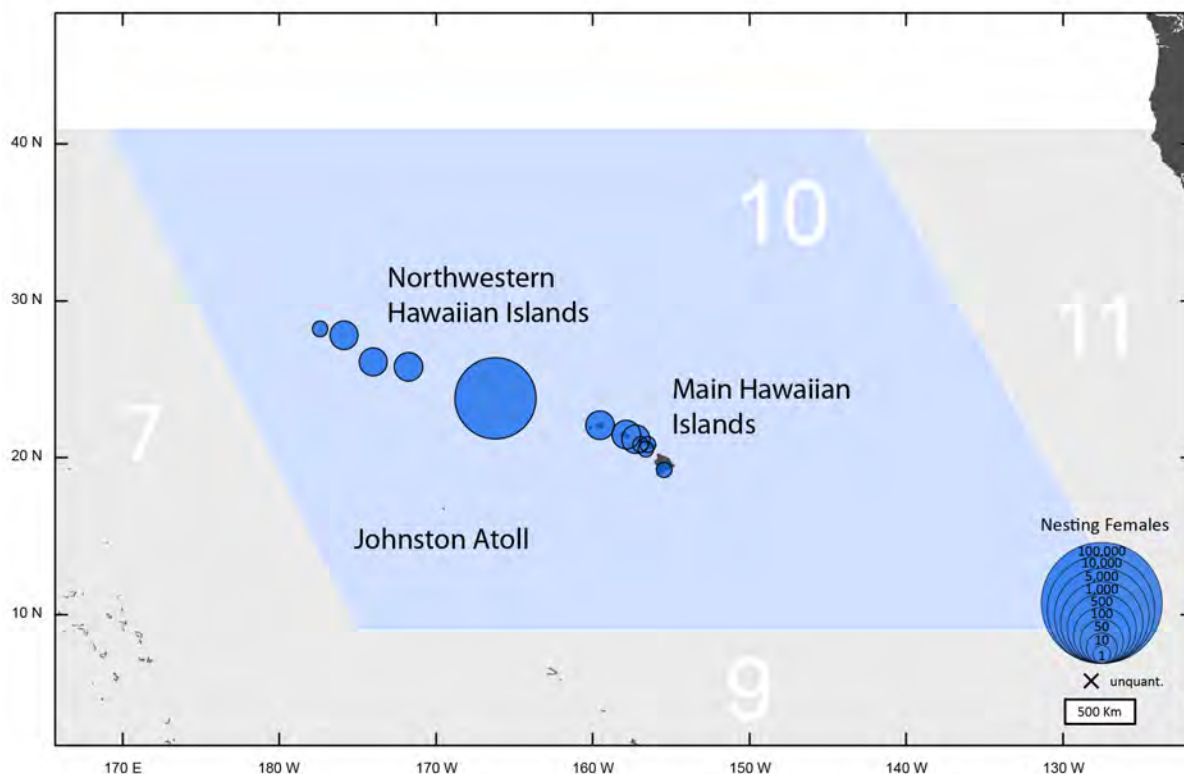 40 N
30 N
20 N
10 N
10
Northwestern
Hawaiian Islands
11
Main Hawaiian
Islands
7
Johnston Atoll
9
Nesting Females
100,000
10,000
5,000
1,000
500
100
50
10
1
unquant.
500 Km
170 E
180 W
170 W
160 W
150 W
140 W
130 W